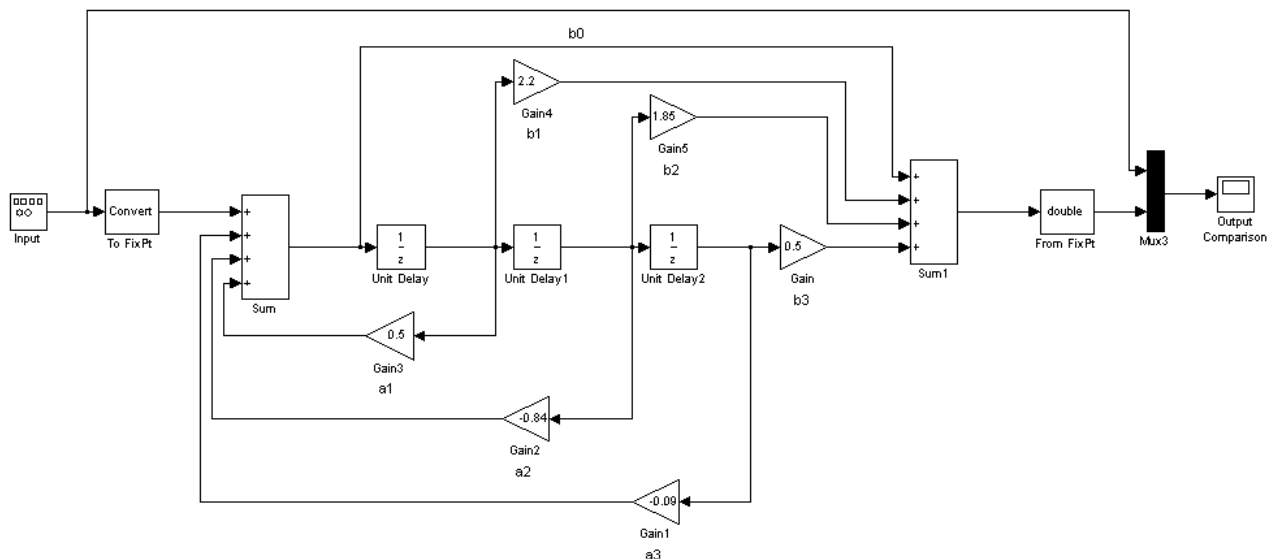 b0
2.2
Gain4
b1
1.85
Gain5
b2
Input
Convert
To FixPt
+
+
+
+
Sum
1
z
Unit Delay
1
z
Unit Delay1
1
z
Unit Delay2
0.5
Gain
b3
+
+
+
+
Sum1
double
From FixPt
Mux3
Output
Comparison
0.5
Gain3
a1
-0.84
Gain2
a2
-0.09
Gain1
a3